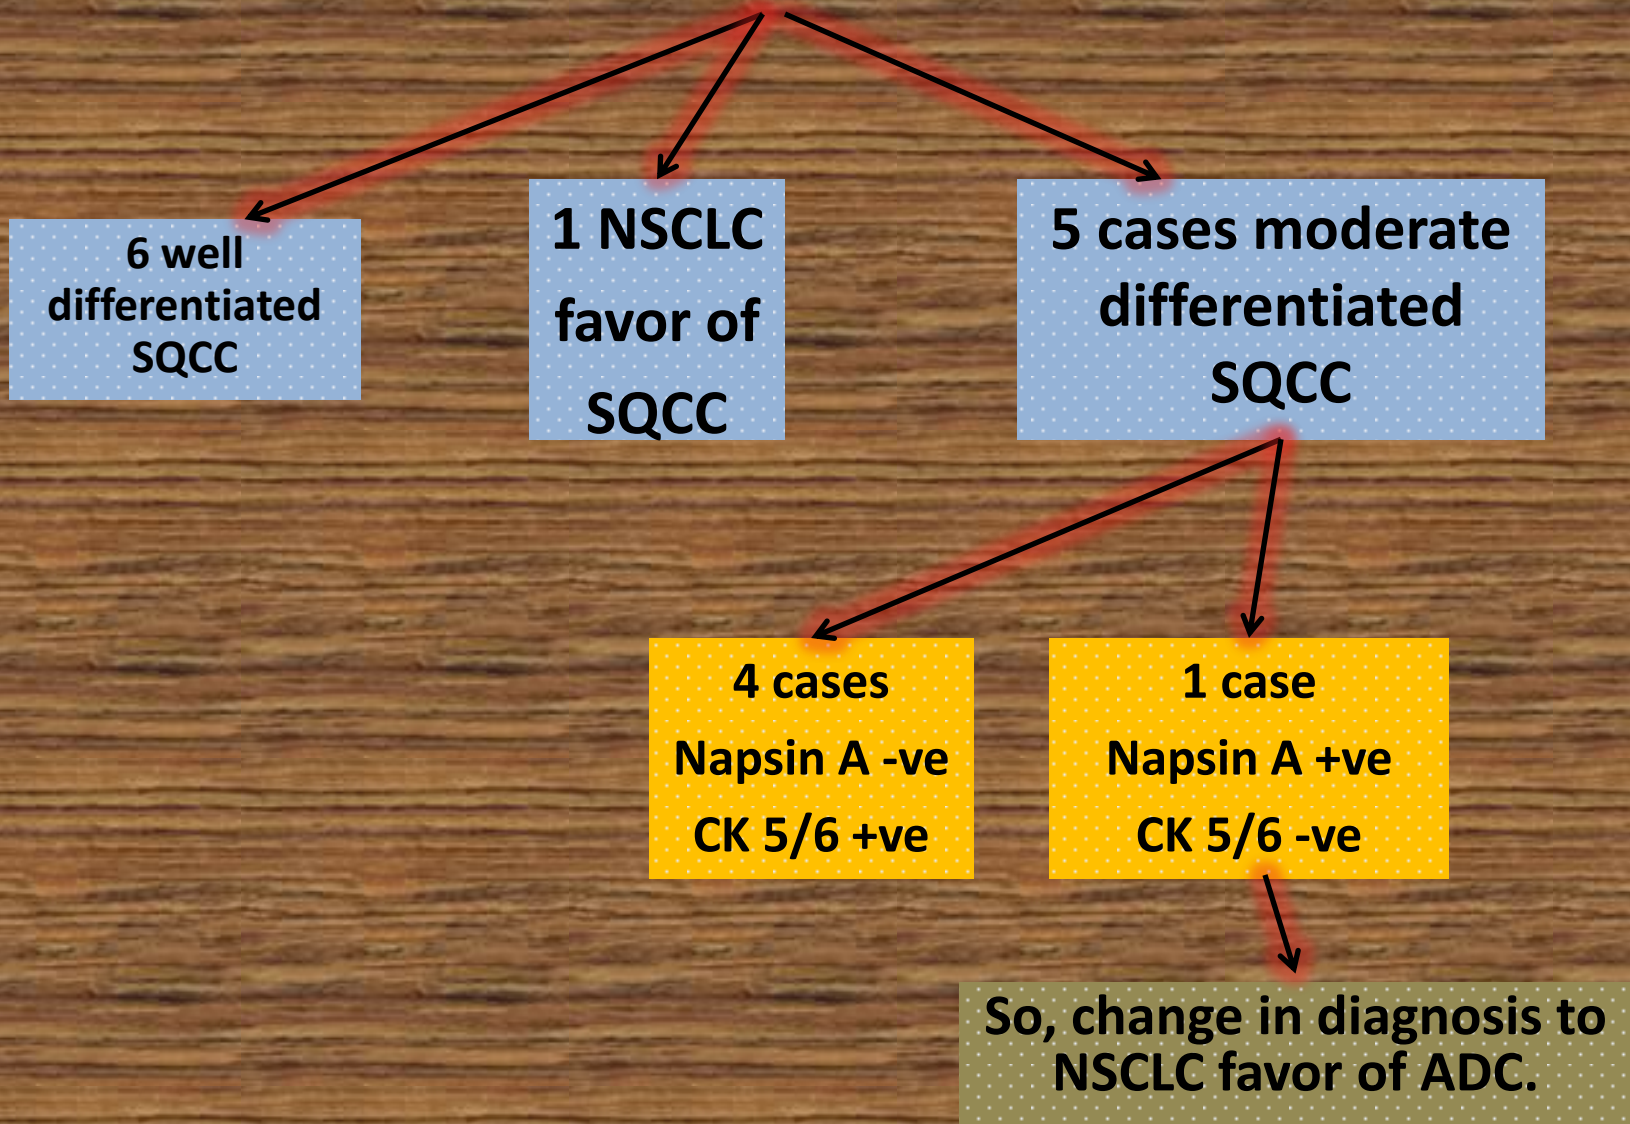 6 well
differentiated
SQCC
1 NSCLC
favor of
SQCC
5 cases moderate
differentiated
SQCC
4 cases
Napsin A -ve
CK 5/6 +ve
1 case
Napsin A +ve
CK 5/6 -ve
So, change in diagnosis to
NSCLC favor of ADC.